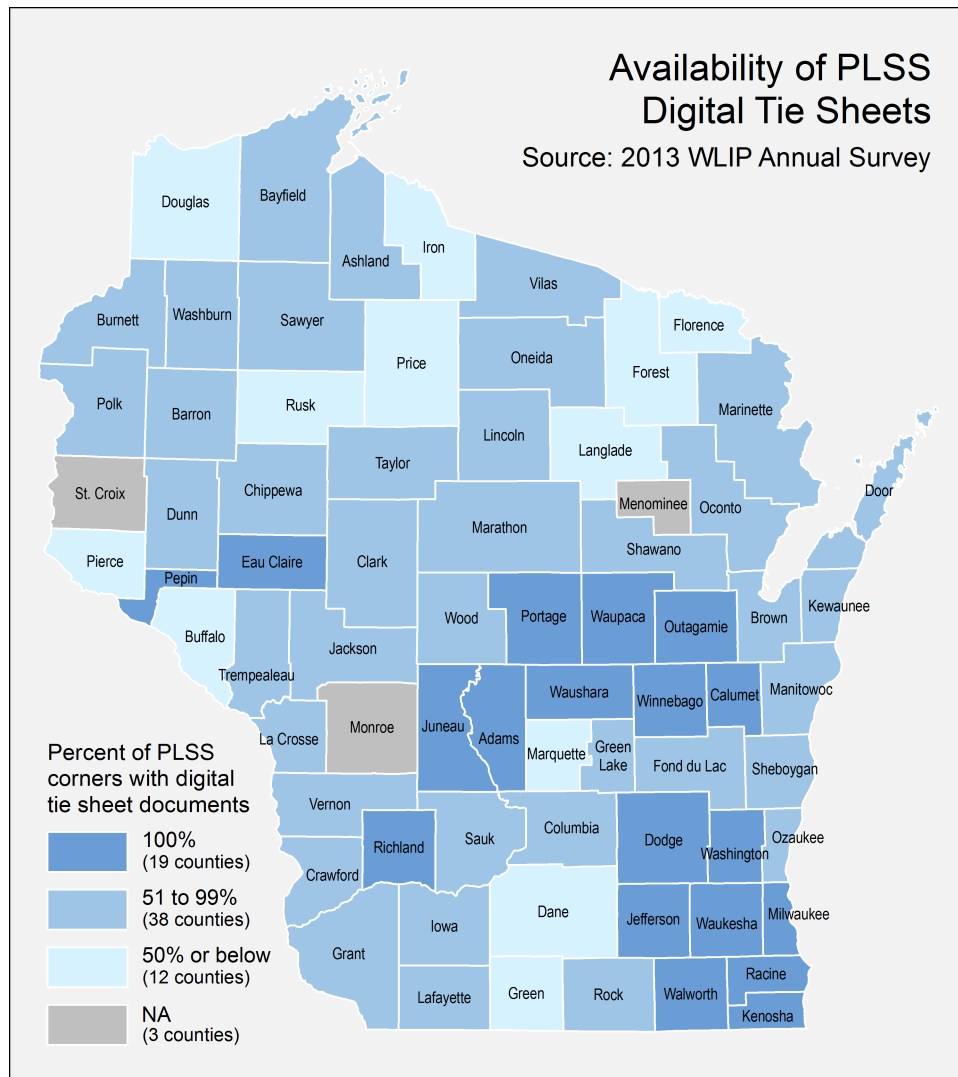 Availability of PLSS
Digital Tie Sheets
Source: 2013 WLIP Annual Survey
Douglas
Bayfield
Iron
Ashland
Vilas
Burnett
Washburn
Sawyer
Florence
Price
Oneida
Forest
Polk
Barron
Rusk
Marinette
Lincoln
Langlade
Taylor
St. Croix
Chippewa
Menominee
Door
Dunn
Marathon
Oconto
Shawano
Pierce
Eau Claire
Clark
Pepin
Wood
Portage
Waupaca
Outagamie
Brown
Kewaunee
Buffalo
Jackson
Trempealeau
Waushara
Winnebago
Calumet
Manitowoc
La Crosse
Monroe
Juneau
Adams
Marquette
Green
Lake
Fond du Lac
Sheboygan
Percent of PLSS
corners with digital
tie sheet documents
Vernon
Columbia
Sauk
Dodge
Ozaukee
Richland
Washington
Crawford
100%
(19 counties)
51 to 99%
(38 counties)
50% or below
(12 counties)
NA
(3 counties)
Dane
Jefferson
Waukesha
Milwaukee
Iowa
Grant
Racine
Lafayette
Green
Rock
Walworth
Kenosha